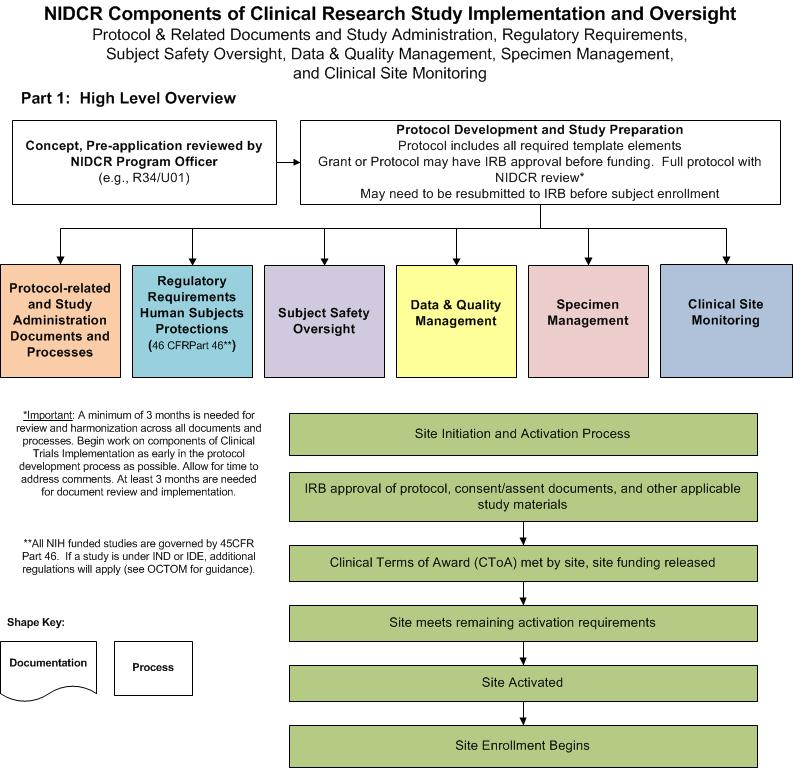 NIDCR Components of Clinical Research Study Implementation and Oversight
Protocol & Related Documents and Study Administration, Regulatory Requirements,
Subject Safety Oversight, Data & Quality Management, Specimen Management,
and Clinical Site Monitoring
Part 1: High Level Overview
Concept, Pre-application reviewed by
NIDCR Program Officer
(e.g., R34/U01)
Protocol Development and Study Preparation
Protocol includes all required template elements
Grant or Protocol may have IRB approval before funding. Full protocol with
NIDCR review*
May need to be resubmitted to IRB before subject enrollment
Protocol-related
and Study
Administration
Documents and
Processes
Regulatory
Requirements
Human Subjects
Protections
(46 CFRPart 46**)
Subject Safety
Oversight
Data & Quality
Management
Specimen
Management
Clinical Site
Monitoring
*Important: A minimum of 3 months is needed for
review and harmonization across all documents and
processes. Begin work on components of Clinical
Trials Implementation as early in the protocol
development process as possible. Allow for time to
address comments. At least 3 months are needed
for document review and implementation.
**All NIH funded studies are governed by 45CFR
Part 46. If a study is under IND or IDE, additional
regulations will apply (see OCTOM for guidance).
Shape Key:
Documentation
Process
Site Initiation and Activation Process
IRB approval of protocol, consent/assent documents, and other applicable
study materials
Clinical Terms of Award (CToA) met by site, site funding released
Site meets remaining activation requirements
Site Activated
Site Enrollment Begins